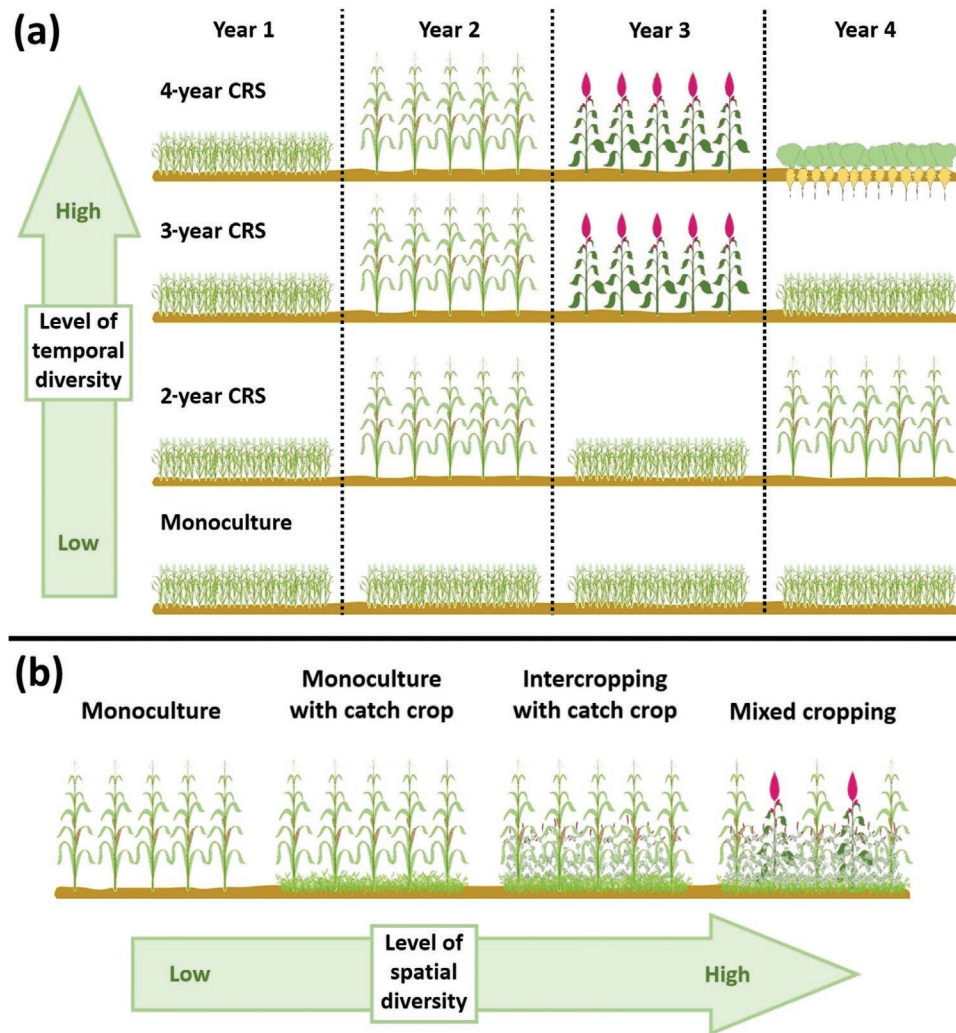 (a)
Year 1
Year 2
Year 3
Year 4
4-year CRS
High
3-year CRS
Level of
temporal
diversity
2-year CRS
Low
Monoculture
(b)
Monoculture
Monoculture
with catch crop
Intercropping
with catch crop
Mixed cropping
Low
Level of
spatial
diversity
High